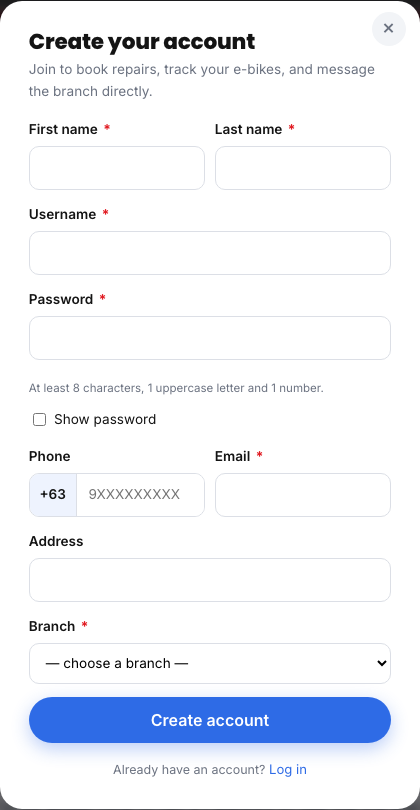 Create your account
✕
Join to book repairs, track your e-bikes, and message
the branch directly.
First name *
Last name *
Username *
Password *
At least 8 characters, 1 uppercase letter and 1 number.
Show password
Phone
Email *
+63 9XXXXXXXXX
Address
Branch *
— choose a branch —
Create account
Already have an account? Log in